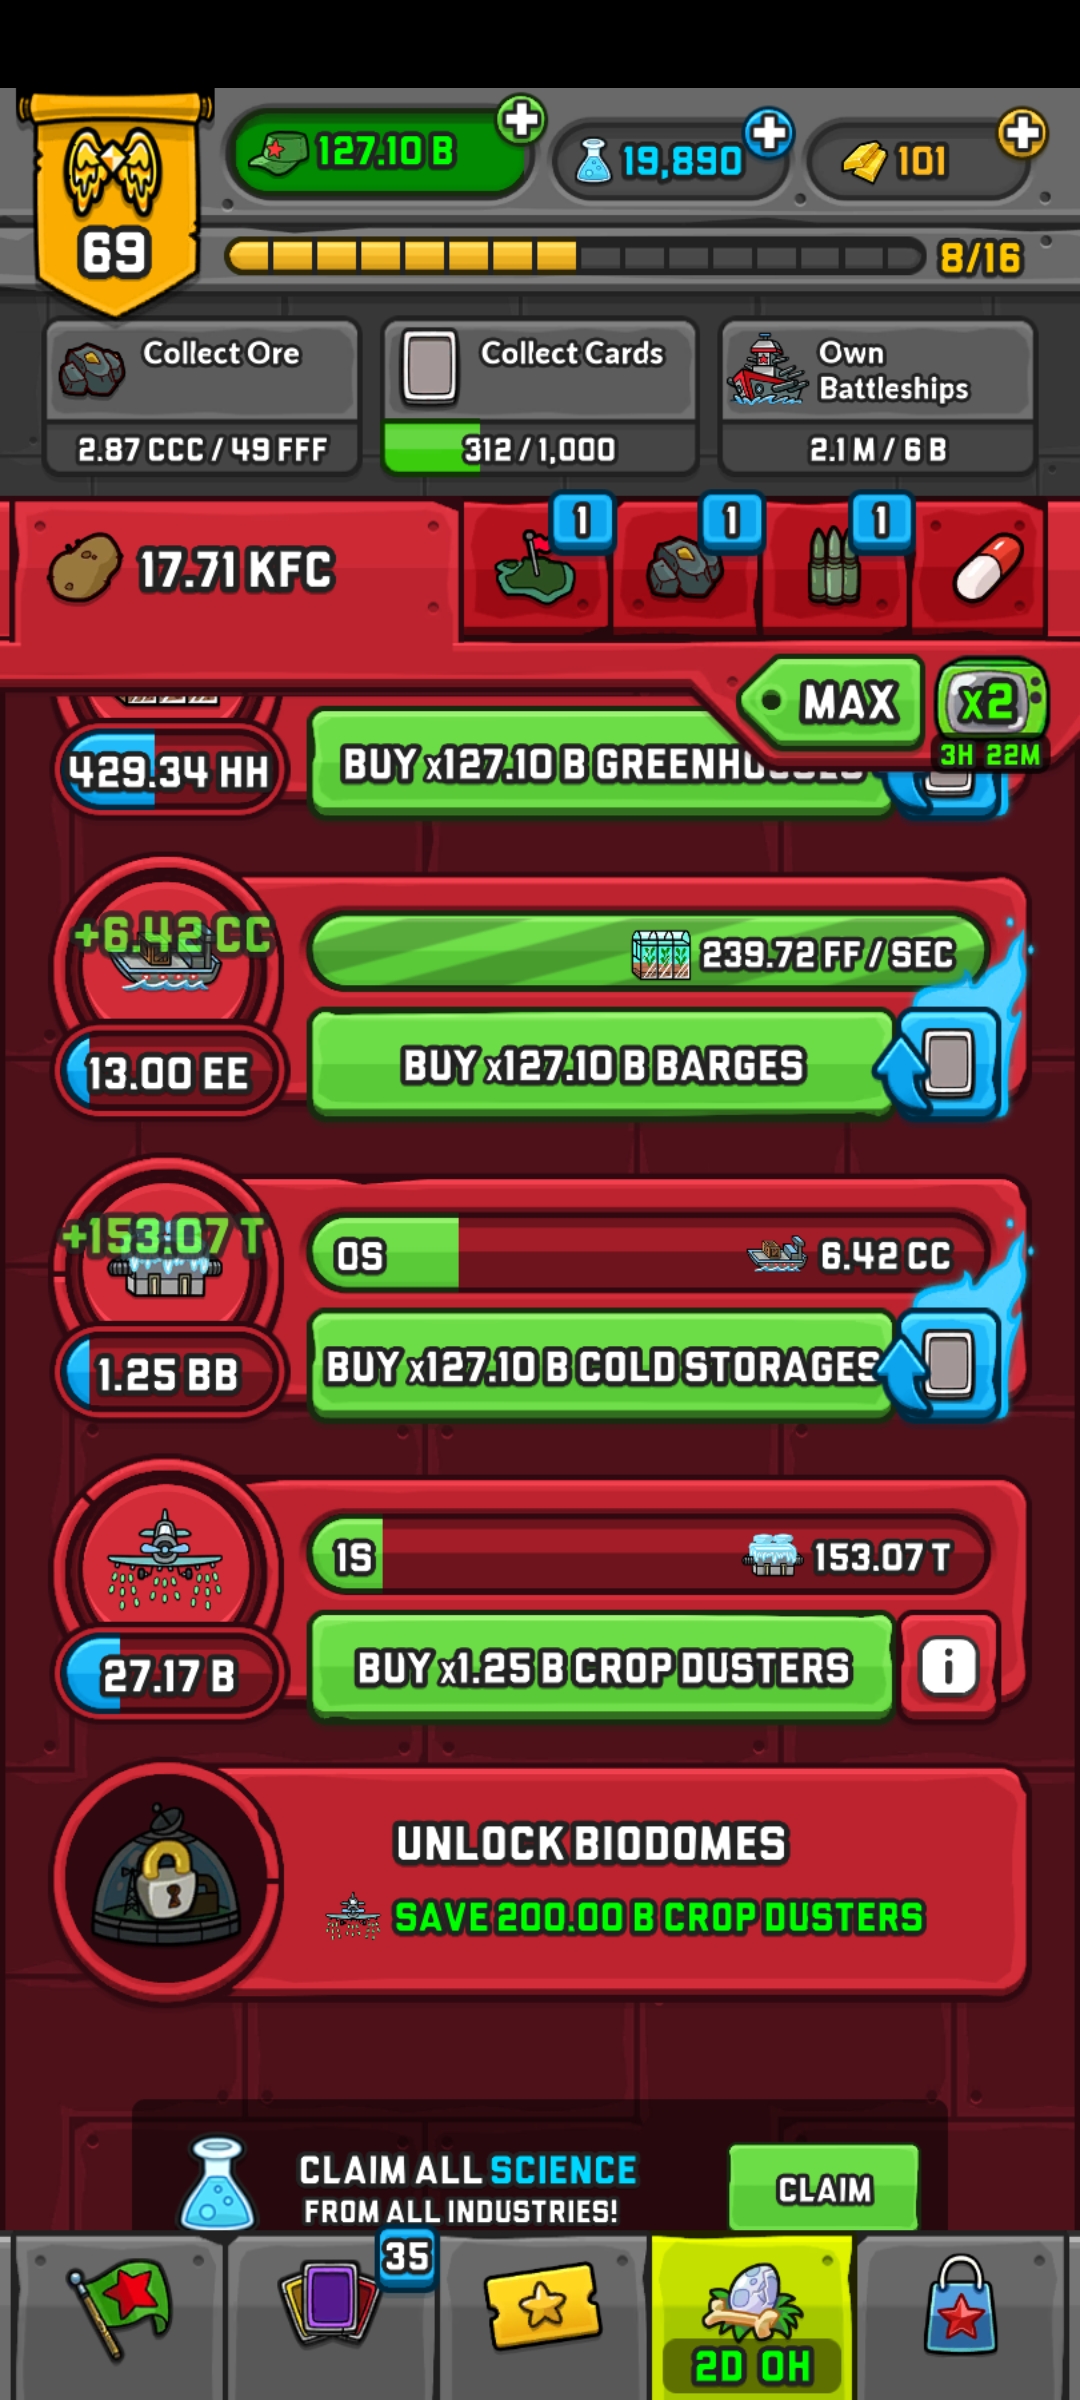 127.10 B
19,890
101
69
8/16
Collect Ore
2.87 CCC / 49 FFF
Collect Cards
312 / 1,000
Own
Battleships
2.1 M / 6 B
17.71 KFC
1
1
1
MAX
X2
3H 22M
429.34 HH
BUY x127.10 B GREENHOUSES
+6.42 CC
239.72 FF / SEC
13.00 EE
BUY x127.10 B BARGES
+153.07 T
0S
6.42 CC
1.25 BB
BUY x127.10 B COLD STORAGES
1S
153.07 T
27.17 B
BUY x1.25 B CROP DUSTERS
i
UNLOCK BIODOMES
SAVE 200.00 B CROP DUSTERS
CLAIM ALL SCIENCE
FROM ALL INDUSTRIES!
CLAIM
35
2D 0H